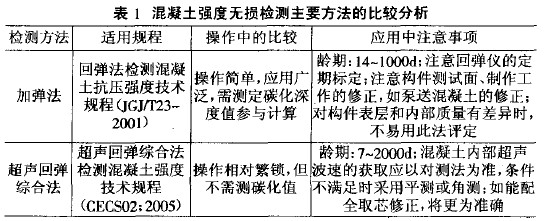 表 1 混凝土强度无损检测主要方法的比较分析
检测方法 适用规程 操作中的比较 应用中注意事项
加弹法
回弹法检测混凝
土抗压强度技术
规程(JGJ/T23-
2001)
操作简单,应用广
泛,需测定碳化深
度值参与计算
龄期:14~1000d;注意回弹仪的
定期标定;注意构件测试面、制作工
作的修正,如泵送混凝土的修正;
对构件表层和内部质量有差异时,
不易用此法评定
超声回弹
综合法
超声回弹综合法
检测混凝土强度
技术规程
(CECS02:2005)
操作相对繁锁,但
不需测碳化值
龄期:7~2000d;混凝土内部超声
波速的获取应以对测法为准,条件
不满足时采用平测或角测;如能配
全取芯修正,将更为准确